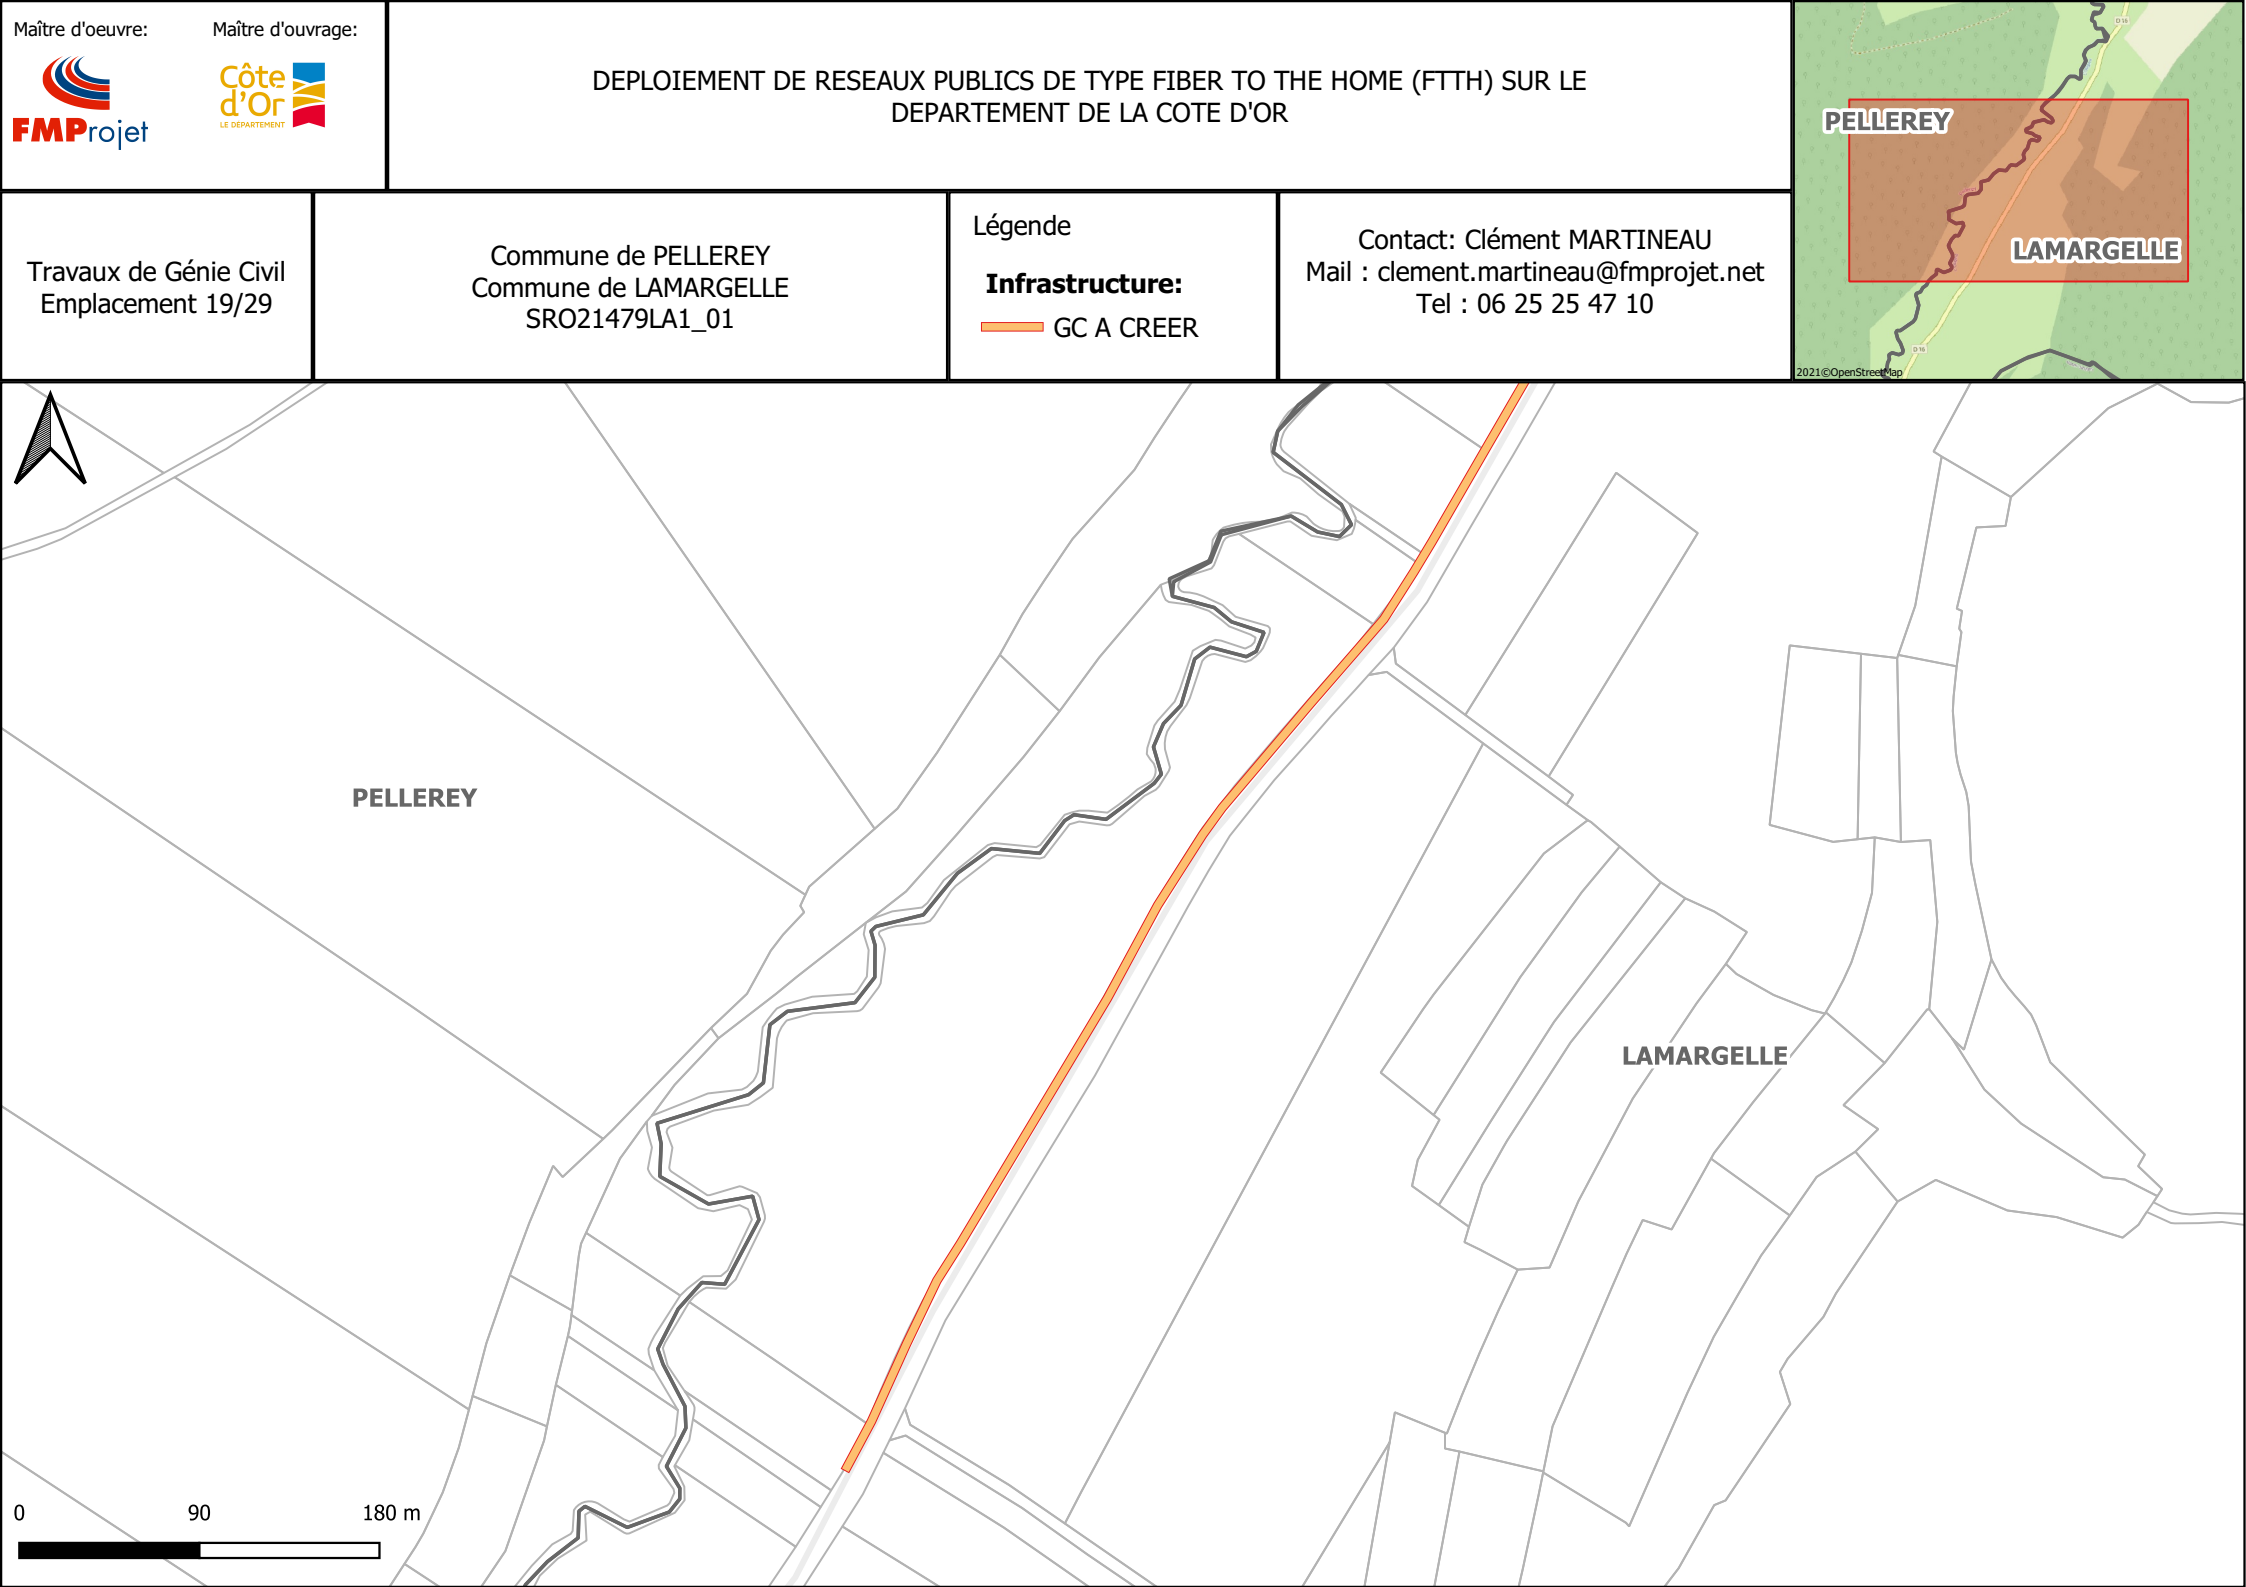 Maître d'oeuvre:
Maître d'ouvrage:
FMProjet
Côte
d'Or
LE DÉPARTEMENT
DEPLOIEMENT DE RESEAUX PUBLICS DE TYPE FIBER TO THE HOME (FTTH) SUR LE
DEPARTEMENT DE LA COTE D'OR
Travaux de Génie Civil
Emplacement 19/29
Commune de PELLEREY
Commune de LAMARGELLE
SRO21479LA1_01
Légende
Infrastructure:
GC A CREER
Contact: Clément MARTINEAU
Mail : clement.martineau@fmprojet.net
Tel : 06 25 25 47 10
D 16
PELLEREY
LAMARGELLE
D 16
2021©OpenStreetMap
PELLEREY
LAMARGELLE
0 90 180 m